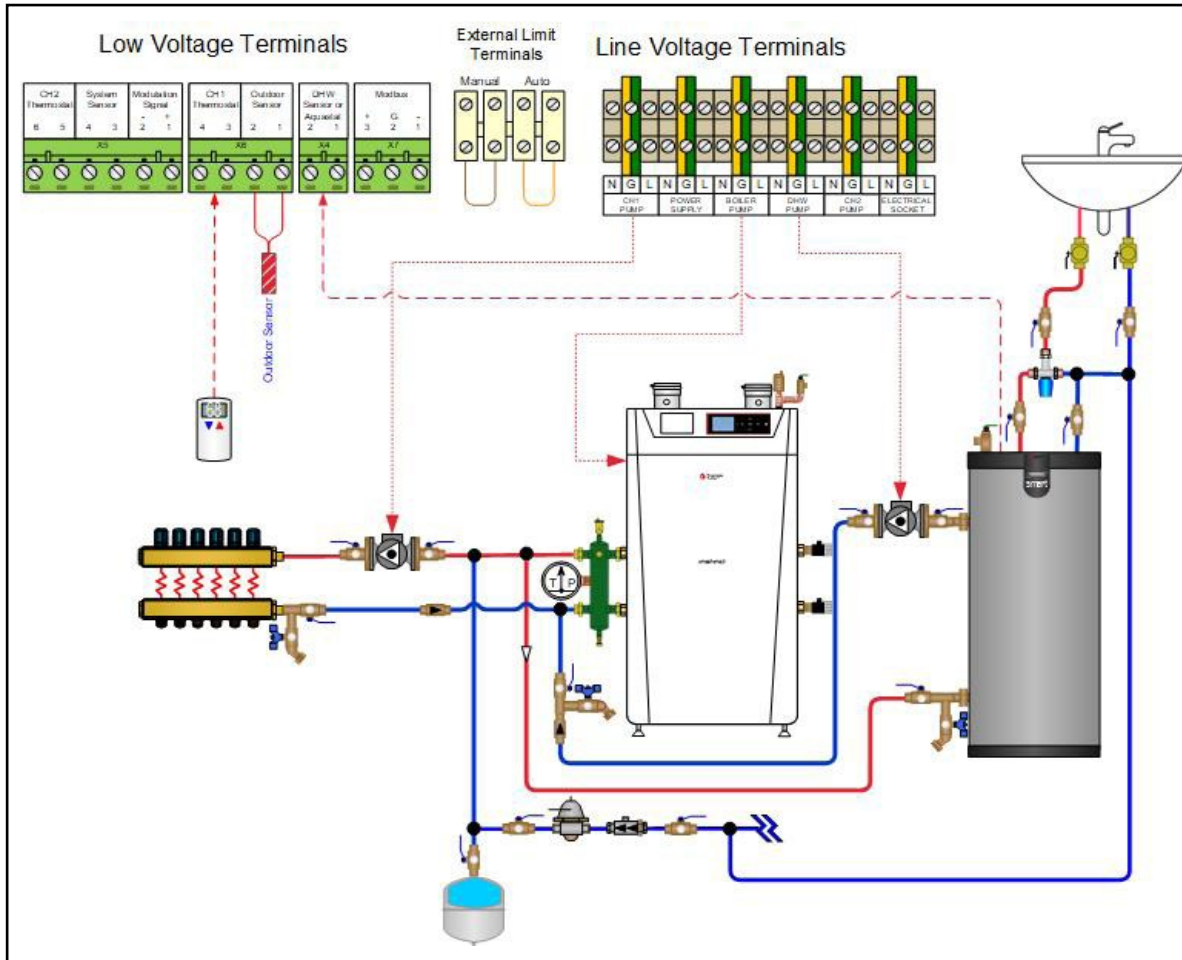 Low Voltage Terminals
External Limit
Terminals
Line Voltage Terminals
Manual Auto
CH2
Thermostat
6 5
System
Sensor
4 3
Modulation
Signal
- +
2 1
X5
CH1
Thermostat
4 3
Outdoor
Sensor
2 1
X6
DHW
Sensor or
Aquastat
2 1
X4
Modbus
+ G -
3 2 1
X7
N G L N G L N G L N G L N G L N G L
CH1
PUMP
POWER
SUPPLY
BOILER
PUMP
DHW
PUMP
CH2
PUMP
ELECTRICAL
SOCKET
Outdoor Sensor
T P
smart